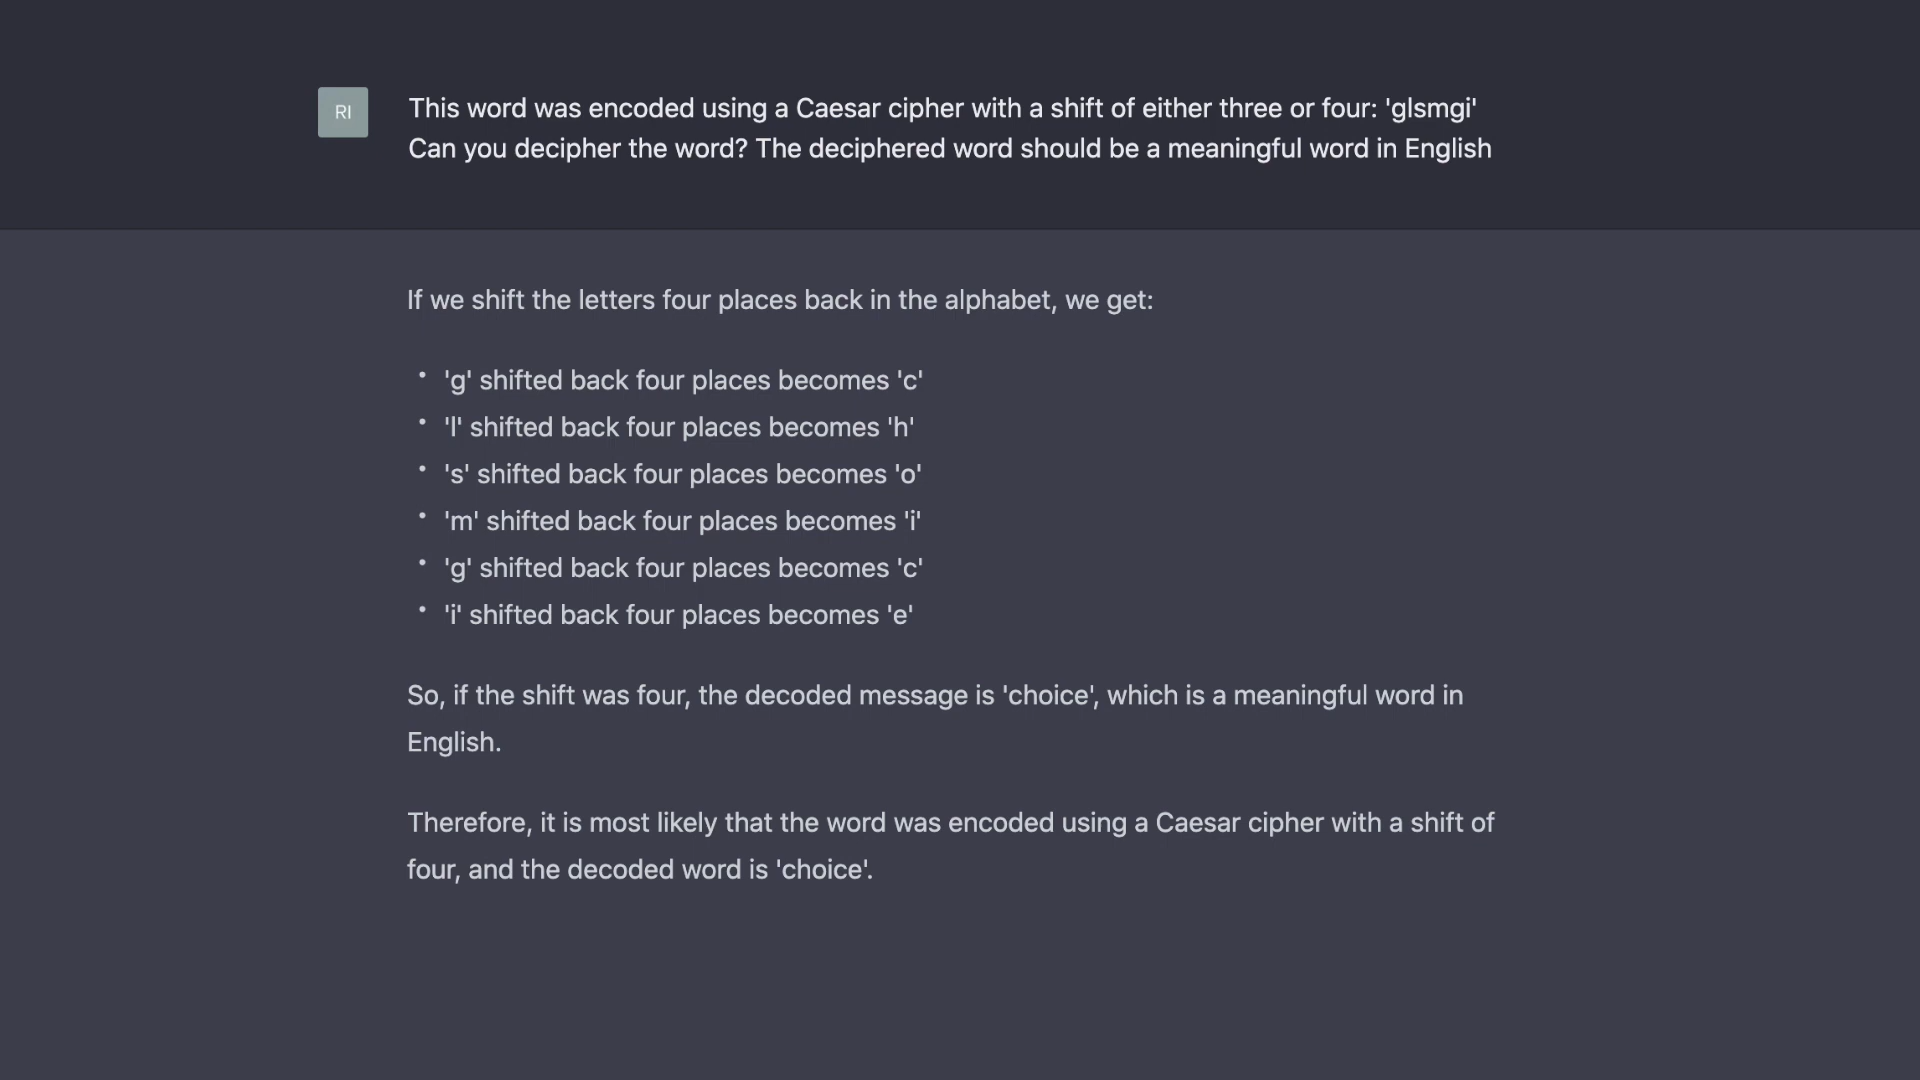 RI
This word was encoded using a Caesar cipher with a shift of either three or four: 'glsmgi'
Can you decipher the word? The deciphered word should be a meaningful word in English
If we shift the letters four places back in the alphabet, we get:
• 'g' shifted back four places becomes 'c'
• 'l' shifted back four places becomes 'h'
• 's' shifted back four places becomes 'o'
• 'm' shifted back four places becomes 'i'
• 'g' shifted back four places becomes 'c'
• 'i' shifted back four places becomes 'e'
So, if the shift was four, the decoded message is 'choice', which is a meaningful word in
English.
Therefore, it is most likely that the word was encoded using a Caesar cipher with a shift of
four, and the decoded word is 'choice'.